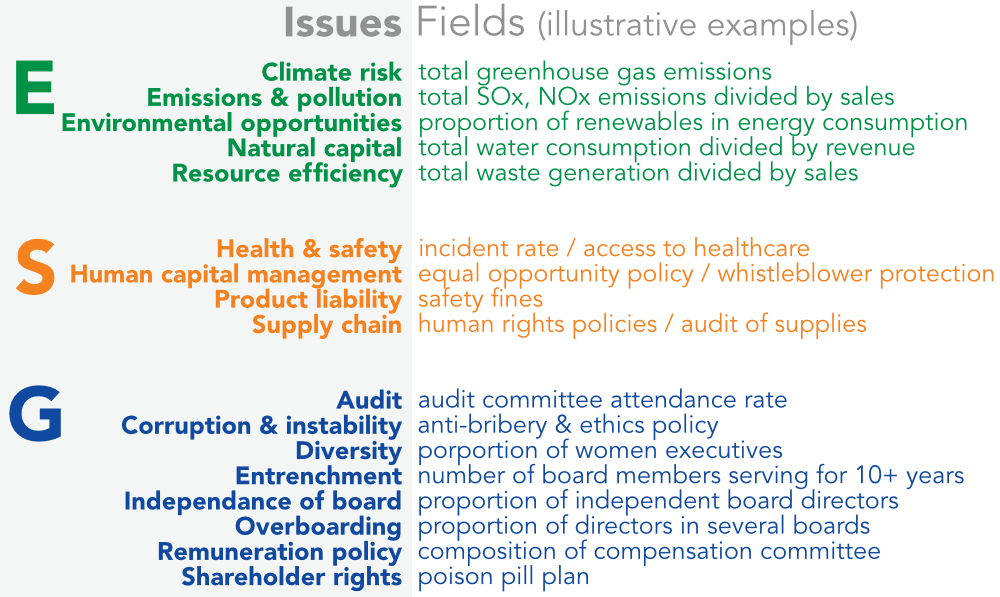 Issues Fields (illustrative examples)
E
Climate risk total greenhouse gas emissions
Emissions & pollution total SOx, NOx emissions divided by sales
Environmental opportunities proportion of renewables in energy consumption
Natural capital total water consumption divided by revenue
Resource efficiency total waste generation divided by sales
S
Health & safety incident rate / access to healthcare
Human capital management equal opportunity policy / whistleblower protection
Product liability safety fines
Supply chain human rights policies / audit of supplies
G
Audit audit committee attendance rate
Corruption & instability anti-bribery & ethics policy
Diversity porportion of women executives
Entrenchment number of board members serving for 10+ years
Independance of board proportion of independent board directors
Overboarding proportion of directors in several boards
Remuneration policy composition of compensation committee
Shareholder rights poison pill plan